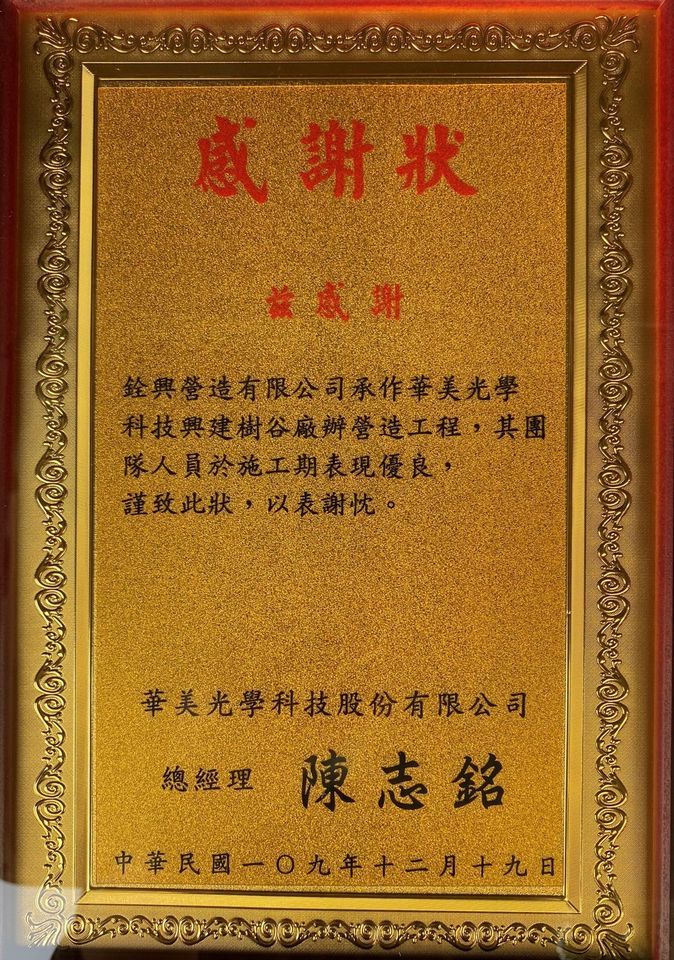 感謝狀
茲感謝
銓興營造有限公司承作華美光學
科技興建樹谷廠辦營造工程，其團
隊人員於施工期表現優良，
謹致此狀，以表謝忱。
華美光學科技股份有限公司
總經理 陳志銘
中華民國一〇九年十二月十九日